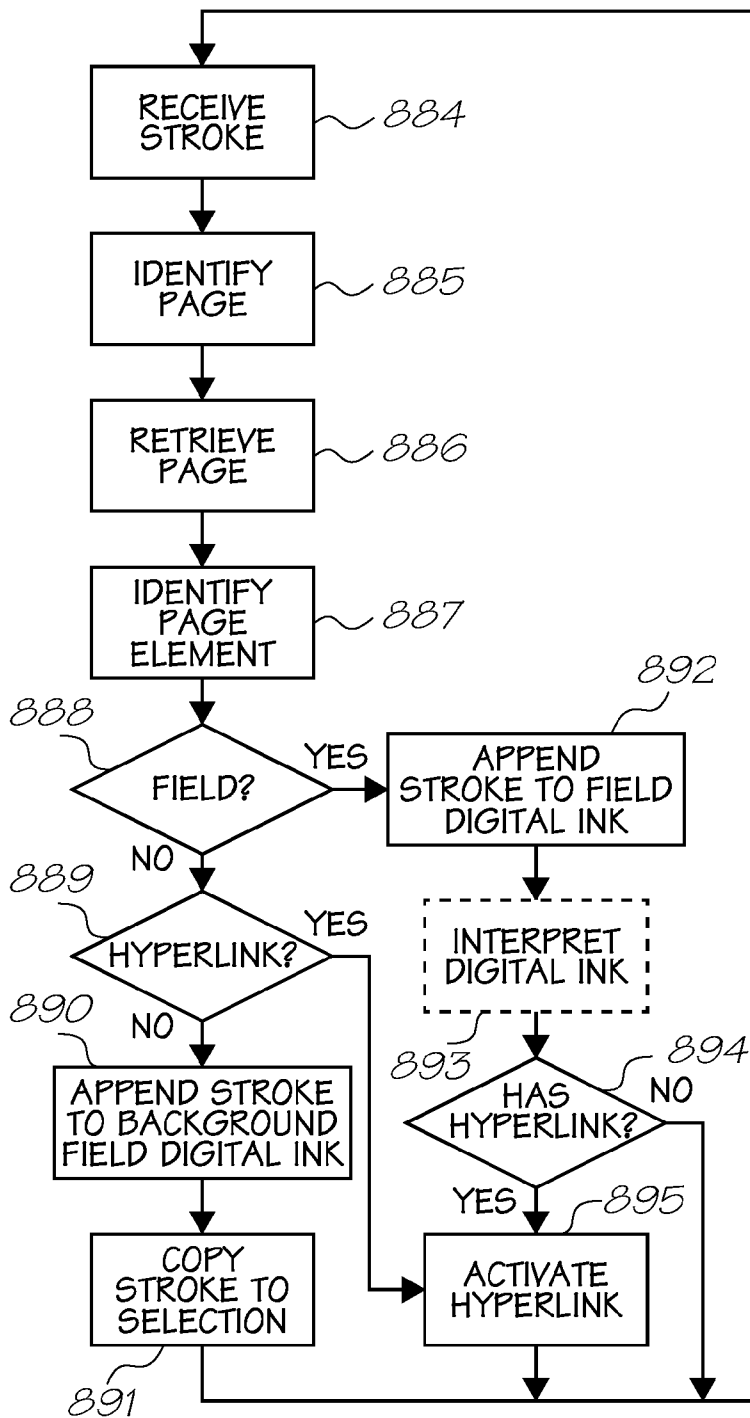 RECEIVE
STROKE
884
IDENTIFY
PAGE
885
RETRIEVE
PAGE
886
IDENTIFY
PAGE
ELEMENT
887
888
FIELD?
YES
NO
892
APPEND
STROKE TO FIELD
DIGITAL INK
889
HYPERLINK?
YES
NO
INTERPRET
DIGITAL INK
893
890
APPEND STROKE
TO BACKGROUND
FIELD DIGITAL INK
894
HAS
HYPERLINK?
NO
YES
895
COPY
STROKE TO
SELECTION
891
ACTIVATE
HYPERLINK